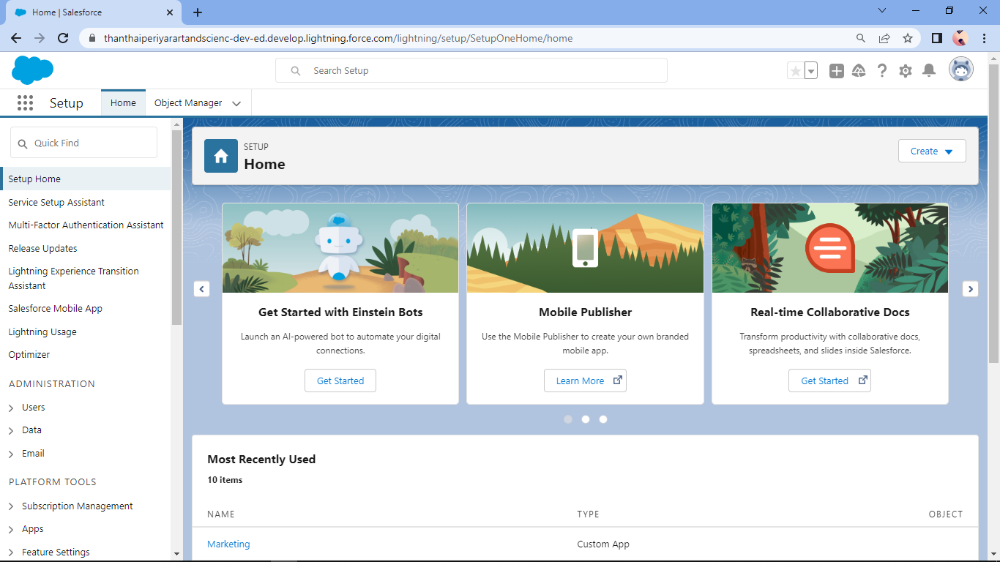 Home | Salesforce
thanthaiperiyarartandscienc-dev-ed.develop.lightning.force.com/lightning/setup/SetupOneHome/home
Search Setup
Setup
Home
Object Manager
Quick Find
Setup Home
Service Setup Assistant
Multi-Factor Authentication Assistant
Release Updates
Lightning Experience Transition
Assistant
Salesforce Mobile App
Lightning Usage
Optimizer
ADMINISTRATION
Users
Data
Email
PLATFORM TOOLS
Subscription Management
Apps
Feature Settings
SETUP
Home
Create
Get Started with Einstein Bots
Launch an AI-powered bot to automate your digital
connections.
Get Started
Mobile Publisher
Use the Mobile Publisher to create your own branded
mobile app.
Learn More
Real-time Collaborative Docs
Transform productivity with collaborative docs,
spreadsheets, and slides inside Salesforce.
Get Started
Most Recently Used
10 items
NAME TYPE OBJECT
Marketing Custom App